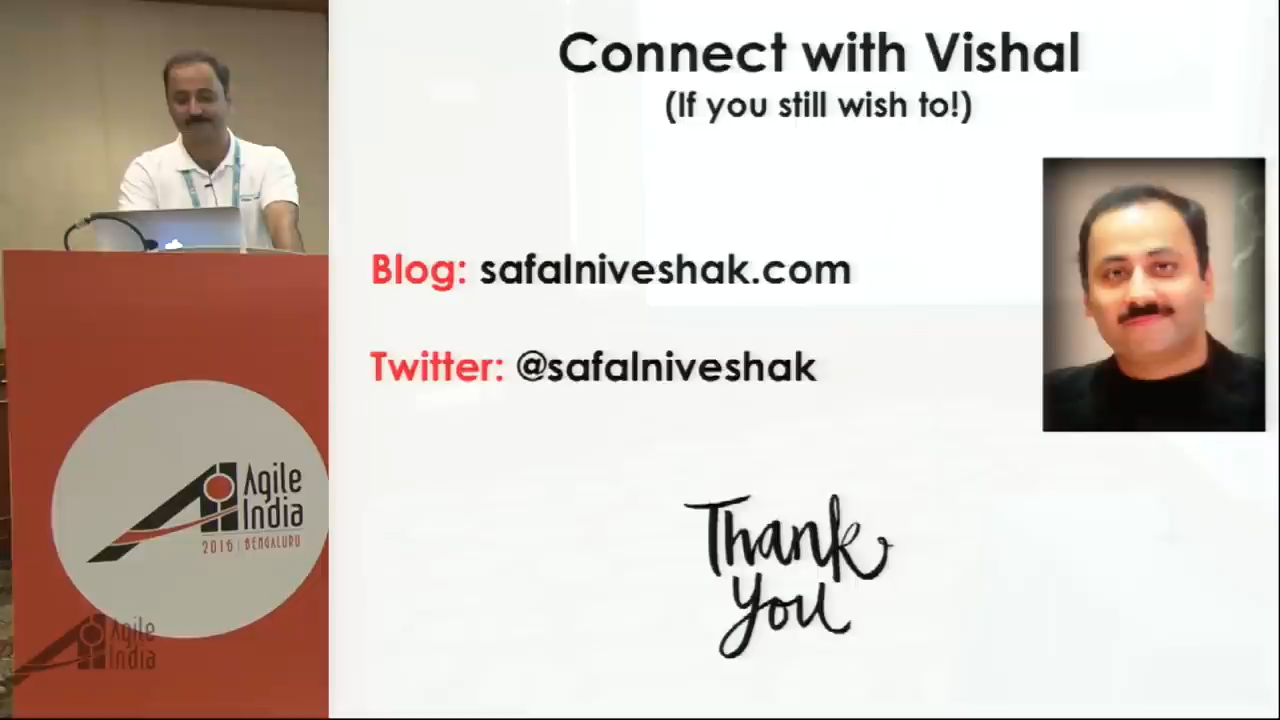 Connect with Vishal
(If you still wish to!)
Blog: safalniveshak.com
Twitter: @safalniveshak
Thank
You
Agile
India
2016 | BENGALURU
Agile
India